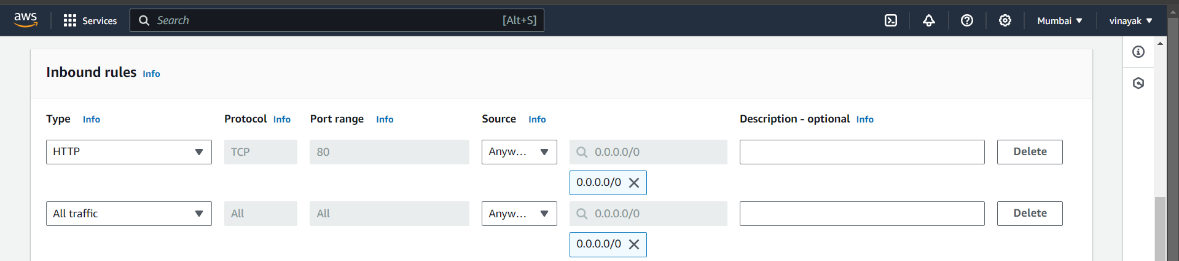 aws Services Search [Alt+S] Mumbai vinayak
Inbound rules Info
Type Info Protocol Info Port range Info Source Info Description - optional Info
HTTP TCP 80 Anyw... 0.0.0.0/0 Delete
0.0.0.0/0
All traffic All All Anyw... 0.0.0.0/0 Delete
0.0.0.0/0